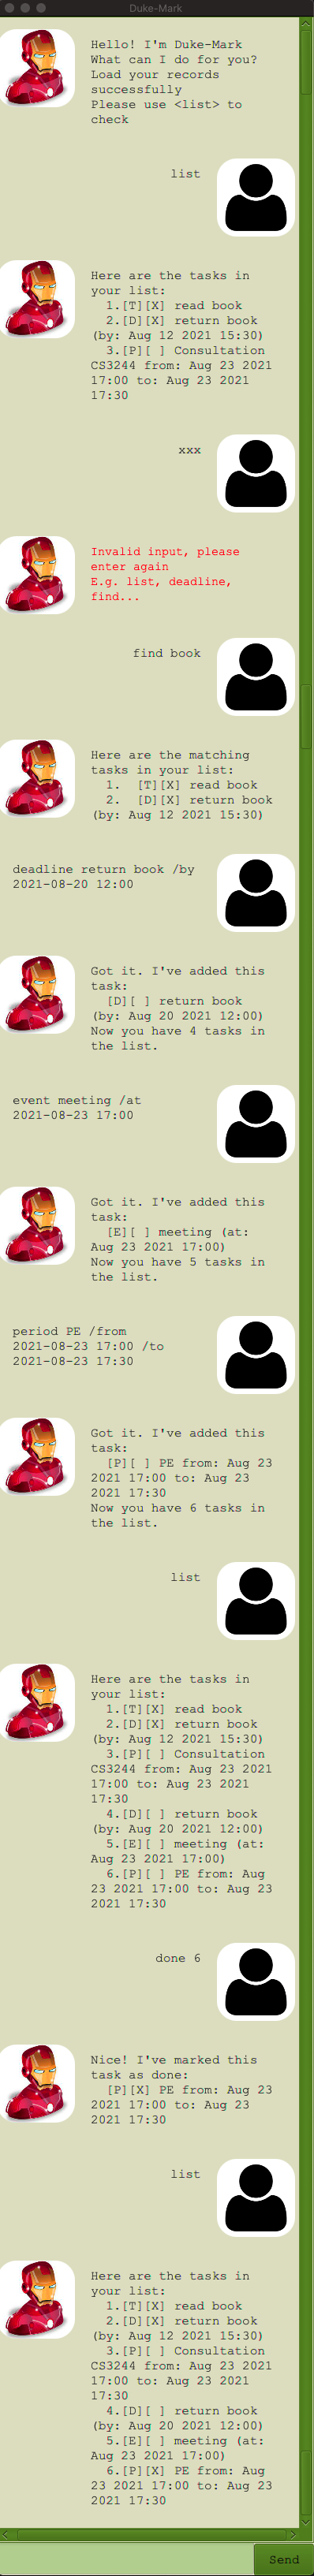 Duke-Mark
Hello! I'm Duke-Mark
What can I do for you?
Load your records
successfully
Please use <list> to
check
list
Here are the tasks in
your list:
1.[T][X] read book
2.[D][X] return book
(by: Aug 12 2021 15:30)
3.[P][ ] Consultation
CS3244 from: Aug 23 2021
17:00 to: Aug 23 2021
17:30
xxx
Invalid input, please
enter again
E.g. list, deadline,
find...
find book
Here are the matching
tasks in your list:
1.  [T][X] read book
2.  [D][X] return book
(by: Aug 12 2021 15:30)
deadline return book /by
2021-08-20 12:00
Got it. I've added this
task:
[D][ ] return book
(by: Aug 20 2021 12:00)
Now you have 4 tasks in
the list.
event meeting /at
2021-08-23 17:00
Got it. I've added this
task:
[E][ ] meeting (at:
Aug 23 2021 17:00)
Now you have 5 tasks in
the list.
period PE /from
2021-08-23 17:00 /to
2021-08-23 17:30
Got it. I've added this
task:
[P][ ] PE from: Aug 23
2021 17:00 to: Aug 23
2021 17:30
Now you have 6 tasks in
the list.
list
Here are the tasks in
your list:
1.[T][X] read book
2.[D][X] return book
(by: Aug 12 2021 15:30)
3.[P][ ] Consultation
CS3244 from: Aug 23 2021
17:00 to: Aug 23 2021
17:30
4.[D][ ] return book
(by: Aug 20 2021 12:00)
5.[E][ ] meeting (at:
Aug 23 2021 17:00)
6.[P][ ] PE from: Aug
23 2021 17:00 to: Aug 23
2021 17:30
done 6
Nice! I've marked this
task as done:
[P][X] PE from: Aug 23
2021 17:00 to: Aug 23
2021 17:30
list
Here are the tasks in
your list:
1.[T][X] read book
2.[D][X] return book
(by: Aug 12 2021 15:30)
3.[P][ ] Consultation
CS3244 from: Aug 23 2021
17:00 to: Aug 23 2021
17:30
4.[D][ ] return book
(by: Aug 20 2021 12:00)
5.[E][ ] meeting (at:
Aug 23 2021 17:00)
6.[P][X] PE from: Aug
23 2021 17:00 to: Aug 23
2021 17:30
Send